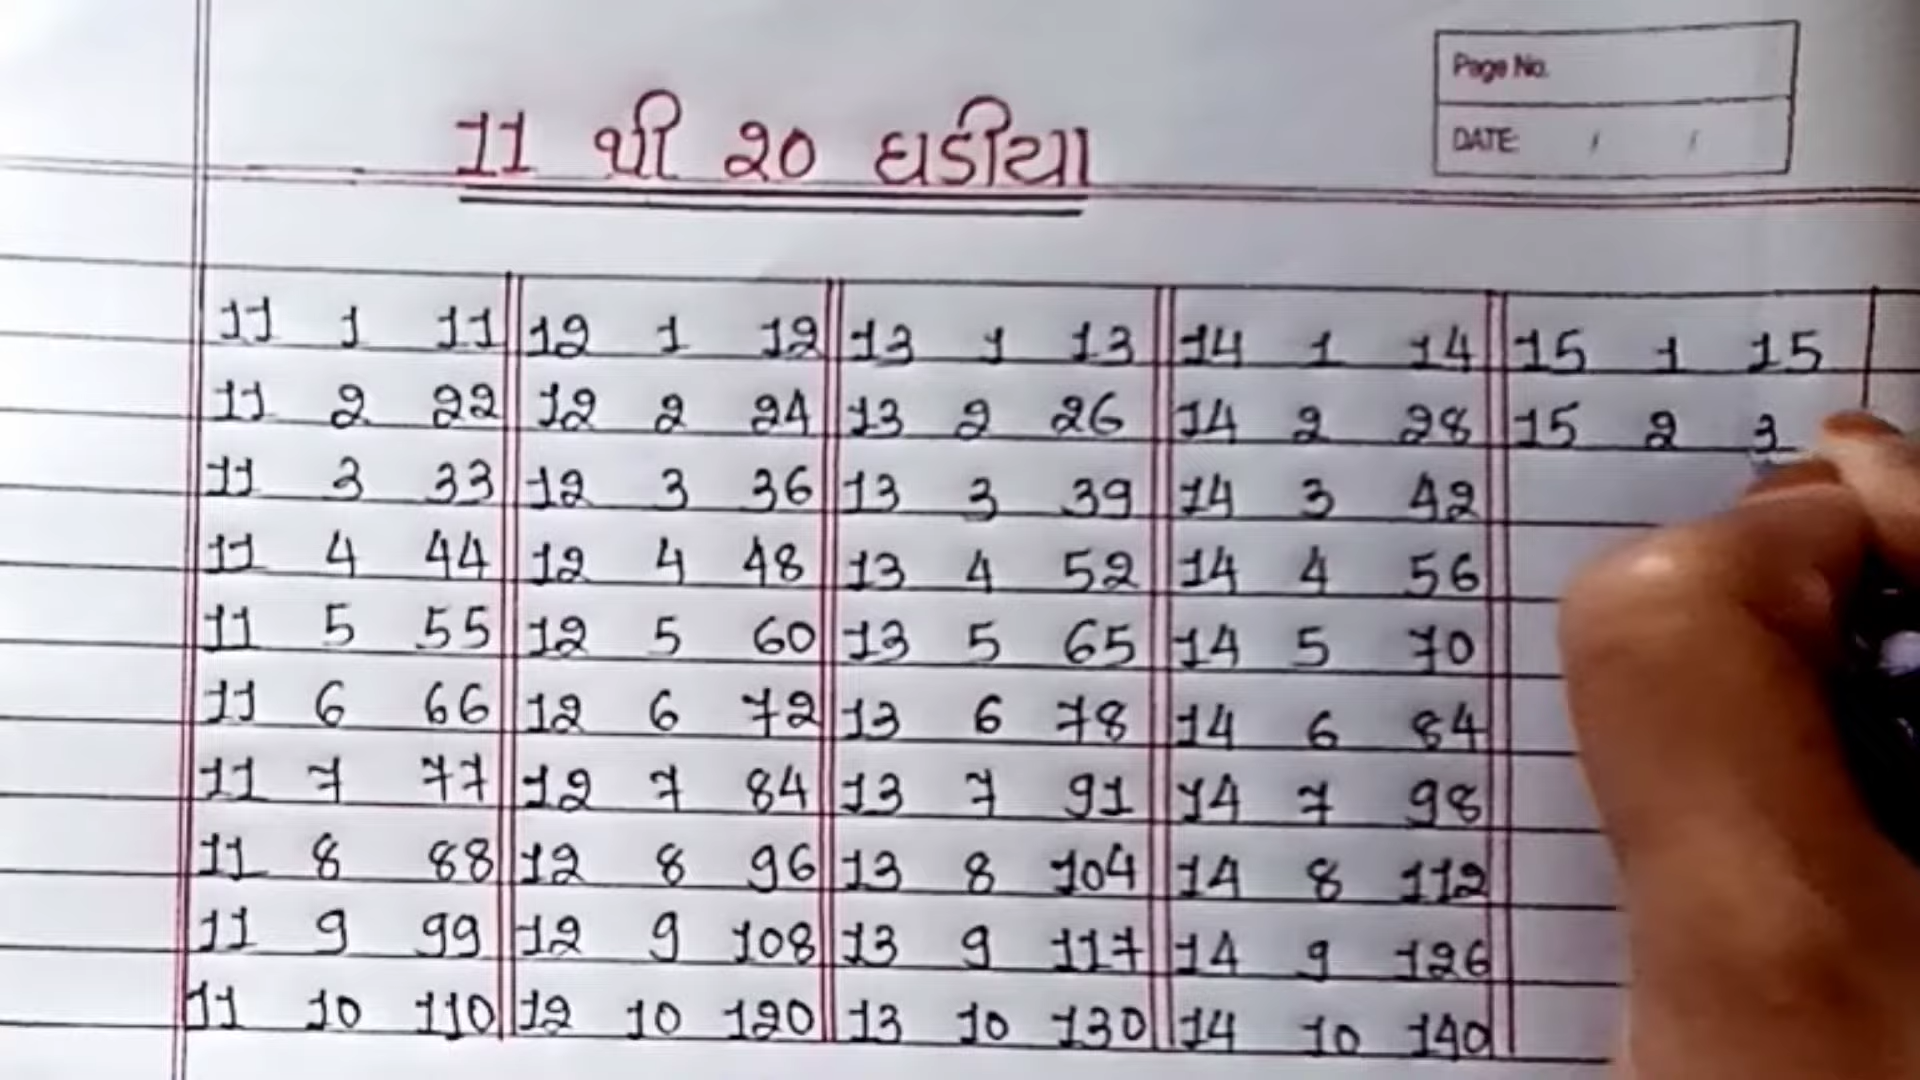 11 થી 20 ઘડીયા
Page No.
DATE: / /
11 1 11 12 1 12 13 1 13 14 1 14 15 1 15
11 2 22 12 2 24 13 2 26 14 2 28 15 2 3
11 3 33 12 3 36 13 3 39 14 3 42
11 4 44 12 4 48 13 4 52 14 4 56
11 5 55 12 5 60 13 5 65 14 5 70
11 6 66 12 6 72 13 6 78 14 6 84
11 7 77 12 7 84 13 7 91 14 7 98
11 8 88 12 8 96 13 8 104 14 8 112
11 9 99 12 9 108 13 9 117 14 9 126
11 10 110 12 10 120 13 10 130 14 10 140